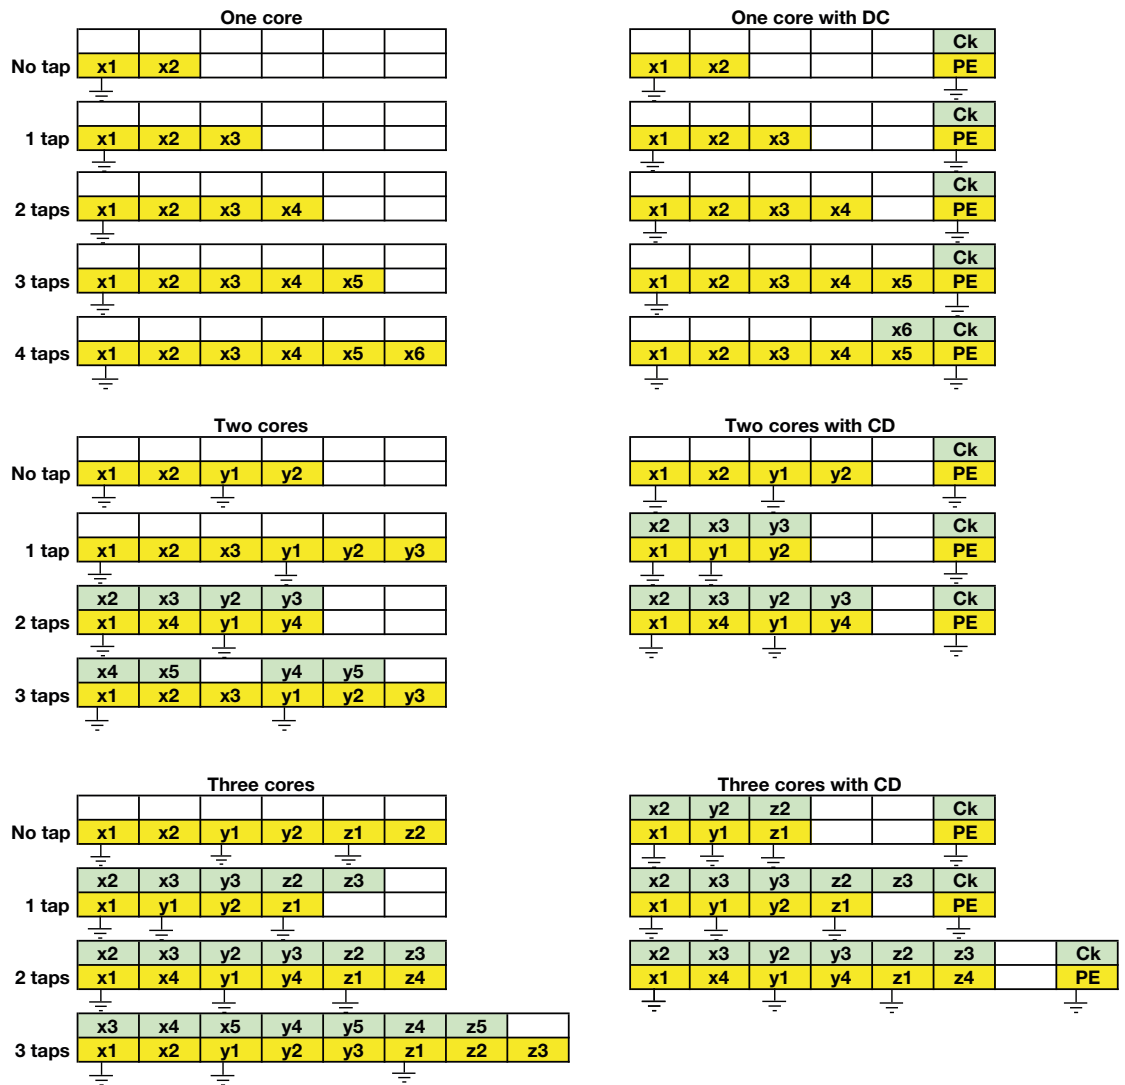 One core
No tap x1 x2
1 tap x1 x2 x3
2 taps x1 x2 x3 x4
3 taps x1 x2 x3 x4 x5
4 taps x1 x2 x3 x4 x5 x6
One core with DC
Ck
x1 x2 PE
Ck
x1 x2 x3 PE
Ck
x1 x2 x3 x4 PE
Ck
x1 x2 x3 x4 x5 PE
x6 Ck
x1 x2 x3 x4 x5 PE
Two cores
No tap x1 x2 y1 y2
1 tap x1 x2 x3 y1 y2 y3
x2 x3 y2 y3
2 taps x1 x4 y1 y4
x4 x5 y4 y5
3 taps x1 x2 x3 y1 y2 y3
Two cores with CD
Ck
x1 x2 y1 y2 PE
x2 x3 y3 Ck
x1 y1 y2 PE
x2 x3 y2 y3 Ck
x1 x4 y1 y4 PE
Three cores
No tap x1 x2 y1 y2 z1 z2
x2 x3 y3 z2 z3
1 tap x1 y1 y2 z1
x2 x3 y2 y3 z2 z3
2 taps x1 x4 y1 y4 z1 z4
x3 x4 x5 y4 y5 z4 z5
3 taps x1 x2 y1 y2 y3 z1 z2 z3
Three cores with CD
x2 y2 z2 Ck
x1 y1 z1 PE
x2 x3 y3 z2 z3 Ck
x1 y1 y2 z1 PE
x2 x3 y2 y3 z2 z3 Ck
x1 x4 y1 y4 z1 z4 PE